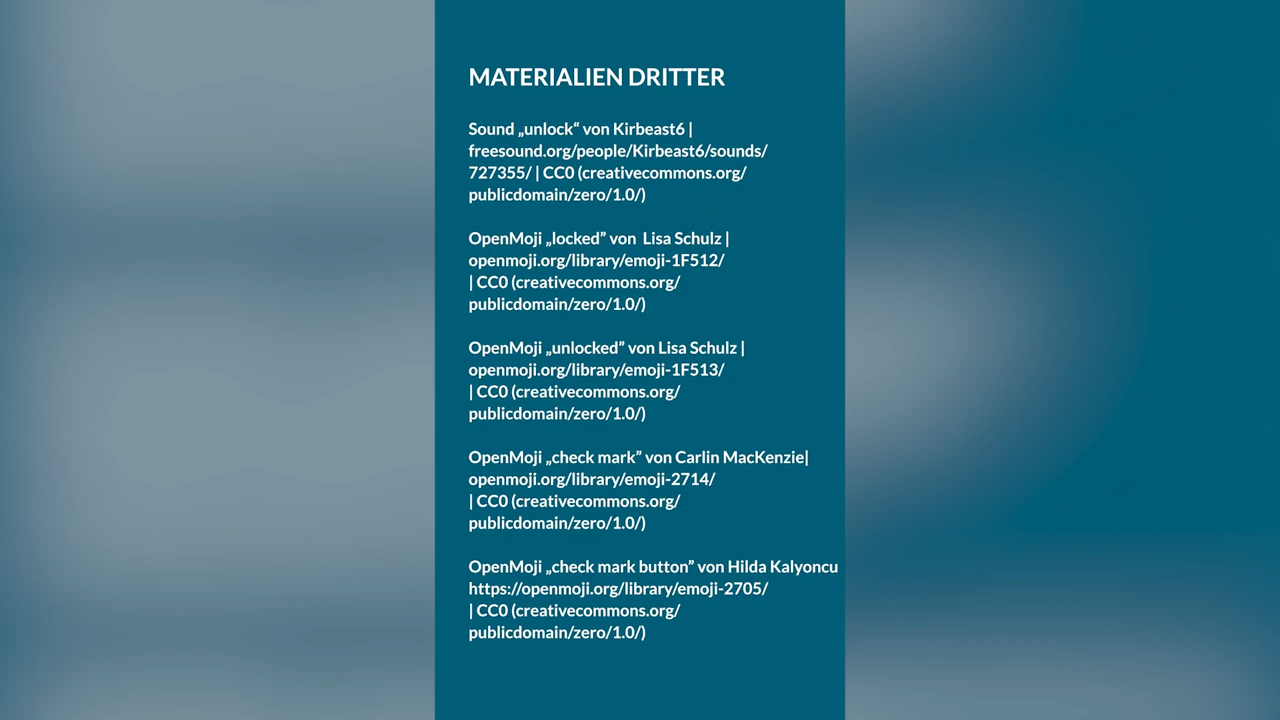 MATERIALIEN DRITTER
Sound „unlock“ von Kirbeast6 |
freesound.org/people/Kirbeast6/sounds/
727355/ | CC0 (creativecommons.org/
publicdomain/zero/1.0/)
OpenMoji „locked” von  Lisa Schulz |
openmoji.org/library/emoji-1F512/
| CC0 (creativecommons.org/
publicdomain/zero/1.0/)
OpenMoji „unlocked” von Lisa Schulz |
openmoji.org/library/emoji-1F513/
| CC0 (creativecommons.org/
publicdomain/zero/1.0/)
OpenMoji „check mark” von Carlin MacKenzie|
openmoji.org/library/emoji-2714/
| CC0 (creativecommons.org/
publicdomain/zero/1.0/)
OpenMoji „check mark button” von Hilda Kalyoncu
https://openmoji.org/library/emoji-2705/
| CC0 (creativecommons.org/
publicdomain/zero/1.0/)